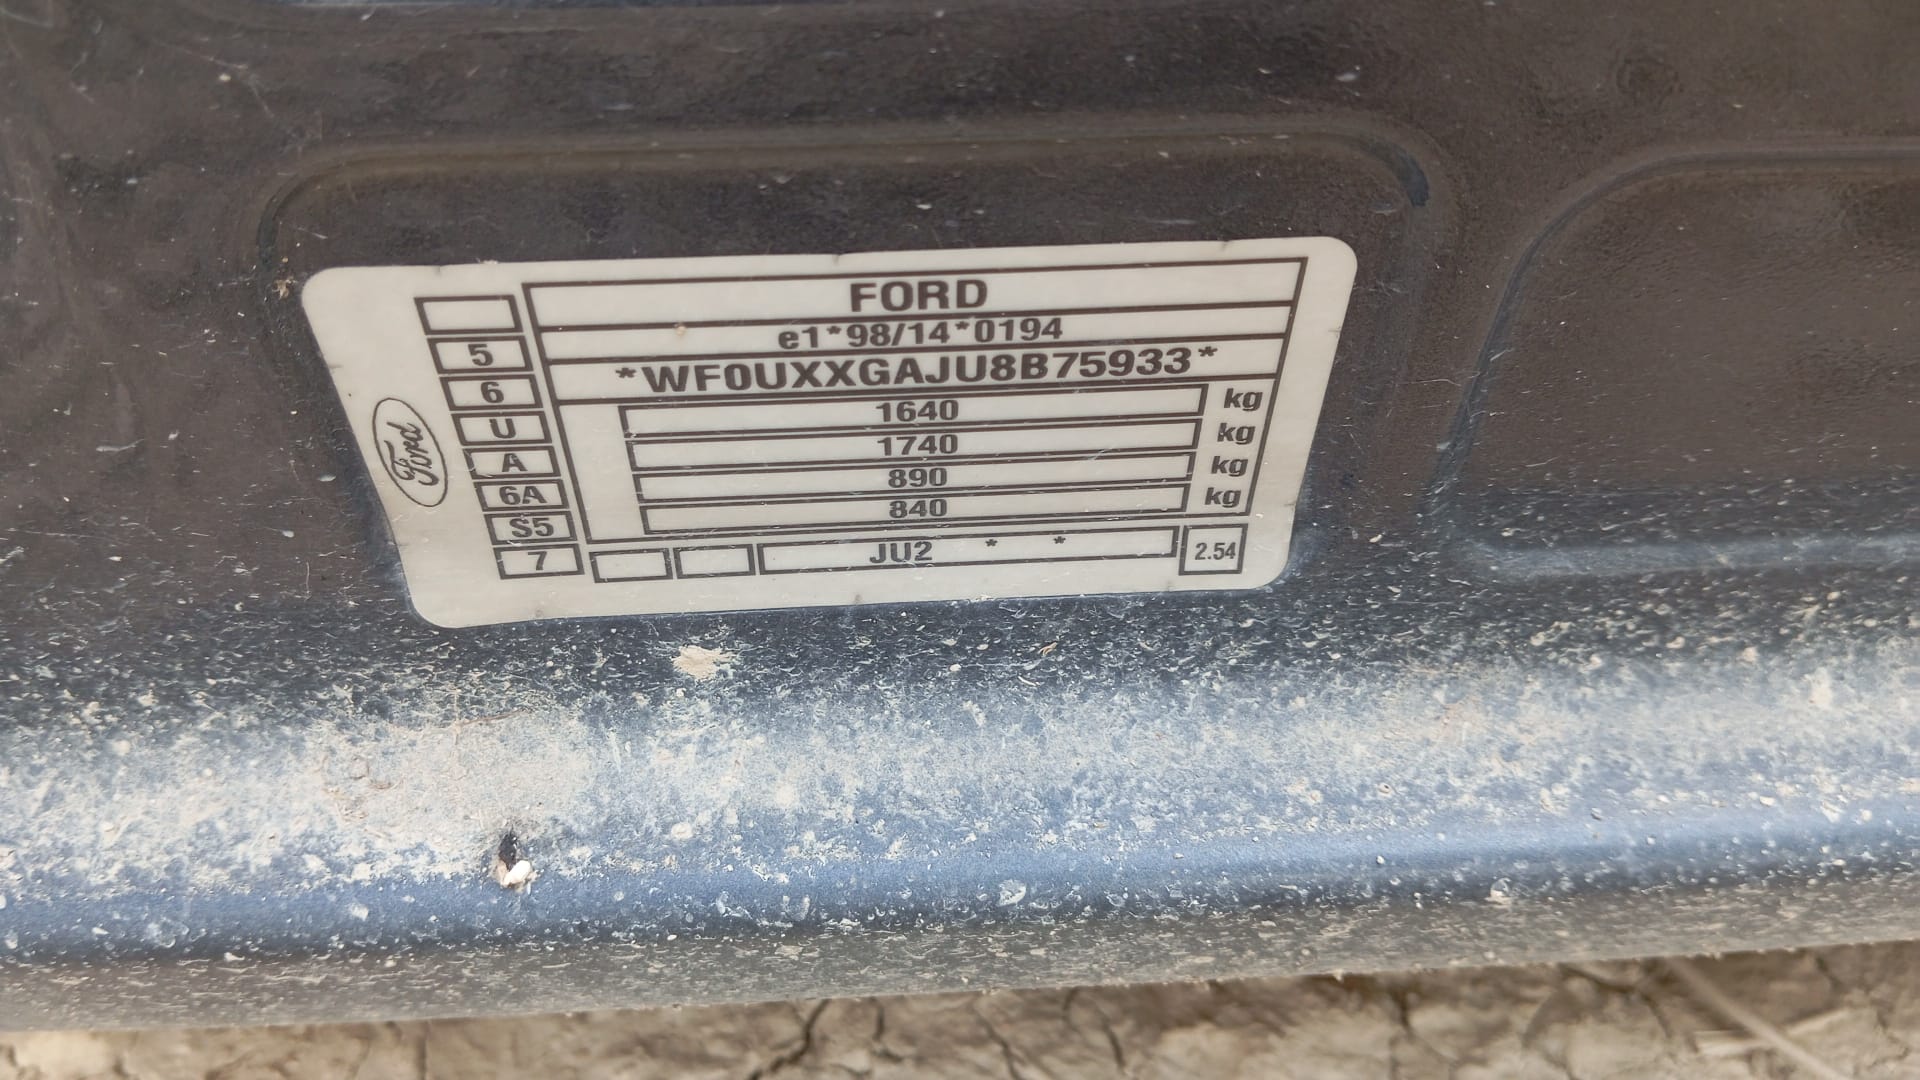 FORD
e1*98/14*0194
*WF0UXXGAJU8B75933*
1640 kg
1740 kg
890 kg
840 kg
JU2 * * 2.54
5
6
U
A
6A
S5
7
Ford